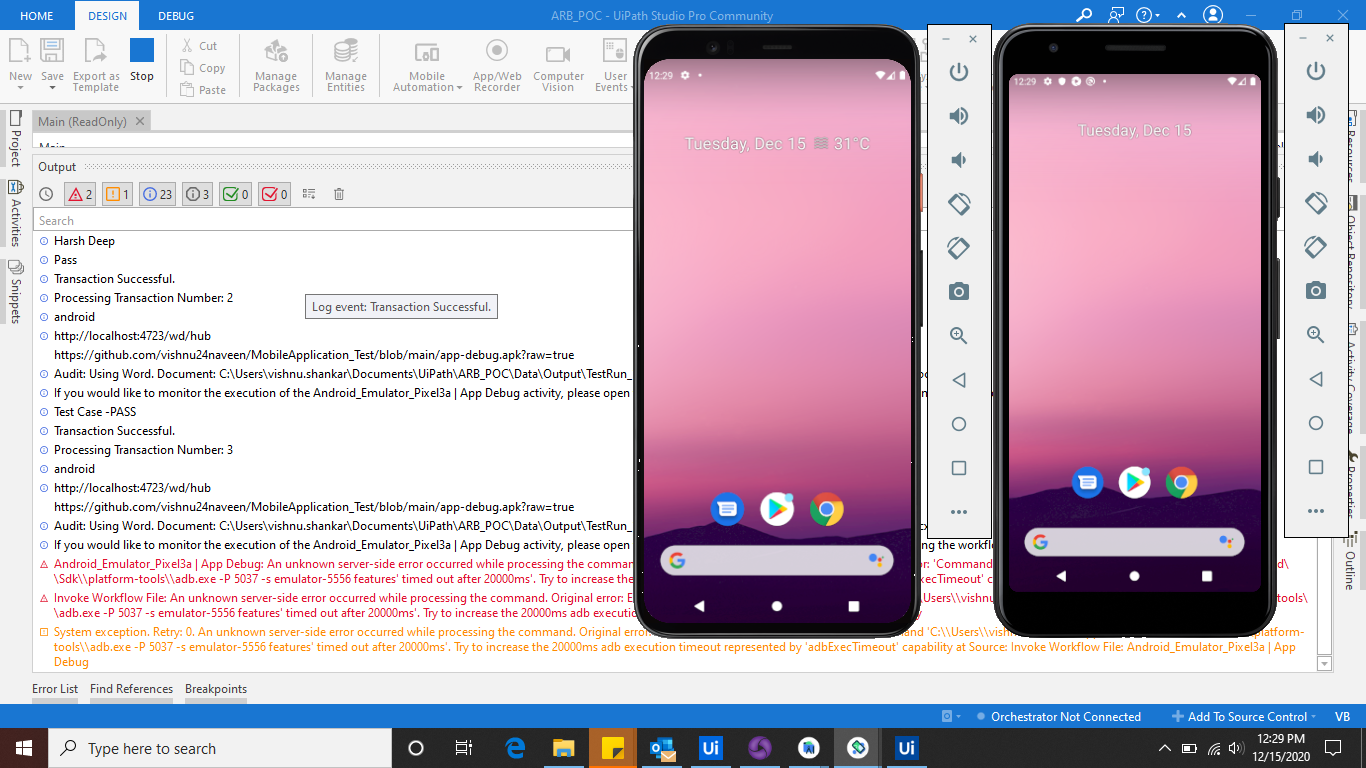 HOME
DESIGN
DEBUG
ARB_POC - UiPath Studio Pro Community
New
Save
Export as
Template
Stop
Cut
Copy
Paste
Manage
Packages
Manage
Entities
Mobile
Automation
App/Web
Recorder
Computer
Vision
User
Events
Main (ReadOnly)
Main
Project
Activities
Snippets
Output
2
1
23
3
0
0
Search
Harsh Deep
Pass
Transaction Successful.
Processing Transaction Number: 2
Log event: Transaction Successful.
android
http://localhost:4723/wd/hub
https://github.com/vishnu24naveen/MobileApplication_Test/blob/main/app-debug.apk?raw=true
Audit: Using Word. Document: C:\Users\vishnu.shankar\Documents\UiPath\ARB_POC\Data\Output\TestRun_
If you would like to monitor the execution of the Android_Emulator_Pixel3a | App Debug activity, please open
Test Case -PASS
Transaction Successful.
Processing Transaction Number: 3
android
http://localhost:4723/wd/hub
https://github.com/vishnu24naveen/MobileApplication_Test/blob/main/app-debug.apk?raw=true
Audit: Using Word. Document: C:\Users\vishnu.shankar\Documents\UiPath\ARB_POC\Data\Output\TestRun_
If you would like to monitor the execution of the Android_Emulator_Pixel3a | App Debug activity, please open ing the workflo
Android_Emulator_Pixel3a | App Debug: An unknown server-side error occurred while processing the comman or: 'Command
\Sdk\\platform-tools\\adb.exe -P 5037 -s emulator-5556 features' timed out after 20000ms'. Try to increase the execTimeout' c
Invoke Workflow File: An unknown server-side error occurred while processing the command. Original error: E \Users\\vishnu
\\adb.exe -P 5037 -s emulator-5556 features' timed out after 20000ms'. Try to increase the 20000ms adb execution
System exception. Retry: 0. An unknown server-side error occurred while processing the command. Original error: mand 'C:\\Users\\vish platform-
tools\\adb.exe -P 5037 -s emulator-5556 features' timed out after 20000ms'. Try to increase the 20000ms adb execution timeout represented by 'adbExecTimeout' capability at Source: Invoke Workflow File: Android_Emulator_Pixel3a | App
Debug
12:29
Tuesday, Dec 15 31°C
12:29
Tuesday, Dec 15
Resources
Object Repository
Activity Coverage
Properties
Outline
Error List
Find References
Breakpoints
Orchestrator Not Connected
Add To Source Control
VB
Type here to search
Ui
Ui
12:29 PM
12/15/2020